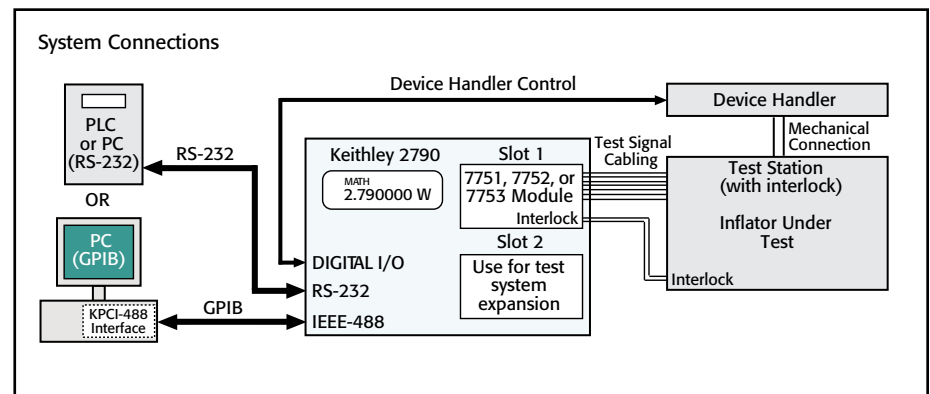 System Connections
Device Handler Control
PLC
or PC
(RS-232)
RS-232
OR
PC
(GPIB)
KPCI-488
Interface
GPIB
Keithley 2790
MATH
2.790000 W
DIGITAL I/O
RS-232
IEEE-488
Slot 1
7751, 7752, or
7753 Module
Interlock
Slot 2
Use for test
system
expansion
Test Signal
Cabling
Device Handler
Mechanical
Connection
Test Station
(with interlock)
Inflator Under
Test
Interlock